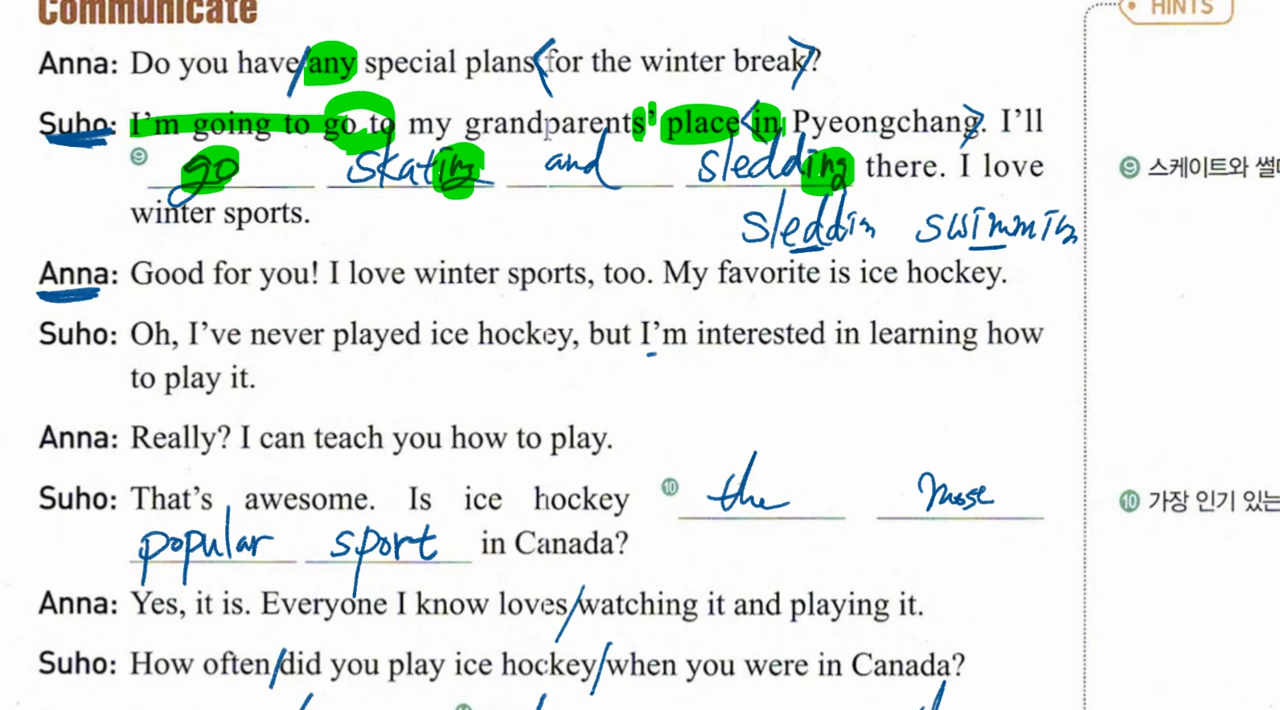 Communicate
HINTS
Anna: Do you have any special plans for the winter break?
Suho: I'm going to go to my grandparents' place in Pyeongchang. I'll
⑨ go skating and sledding there. I love
⑨ 스케이트와 썰
winter sports.
sleddin swimming
Anna: Good for you! I love winter sports, too. My favorite is ice hockey.
Suho: Oh, I've never played ice hockey, but I'm interested in learning how
to play it.
Anna: Really? I can teach you how to play.
Suho: That's awesome. Is ice hockey ⑩ the most
⑩ 가장 인기 있는
popular sport in Canada?
Anna: Yes, it is. Everyone I know loves watching it and playing it.
Suho: How often did you play ice hockey when you were in Canada?